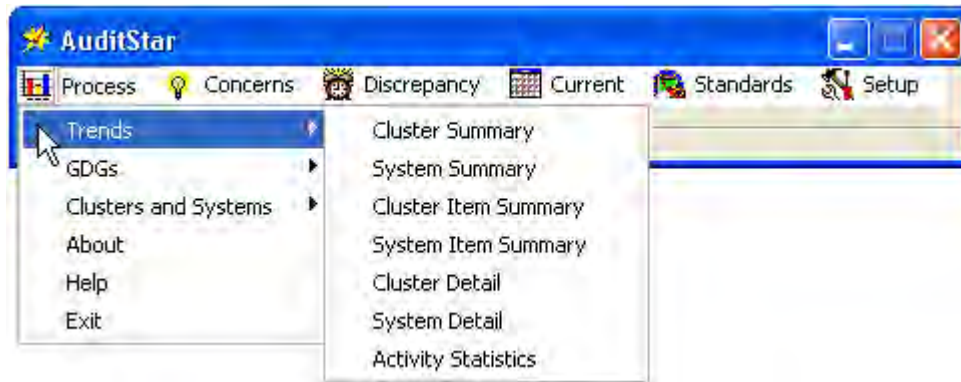 AuditStar
Process Concerns Discrepancy Current Standards Setup
Trends
GDGs
Clusters and Systems
About
Help
Exit
Cluster Summary
System Summary
Cluster Item Summary
System Item Summary
Cluster Detail
System Detail
Activity Statistics